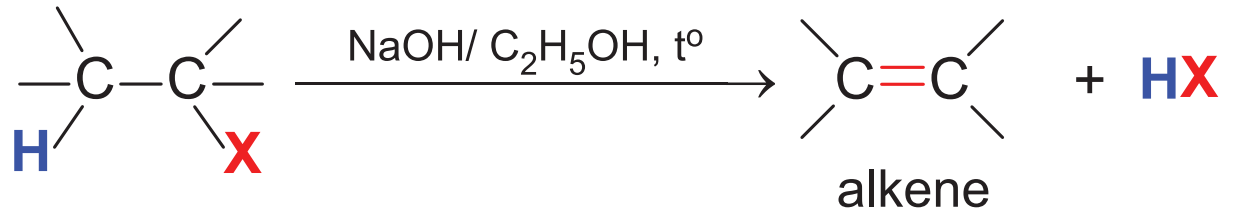 NaOH/ C₂H₅OH, tº
C C C=C + HX
H X
alkene